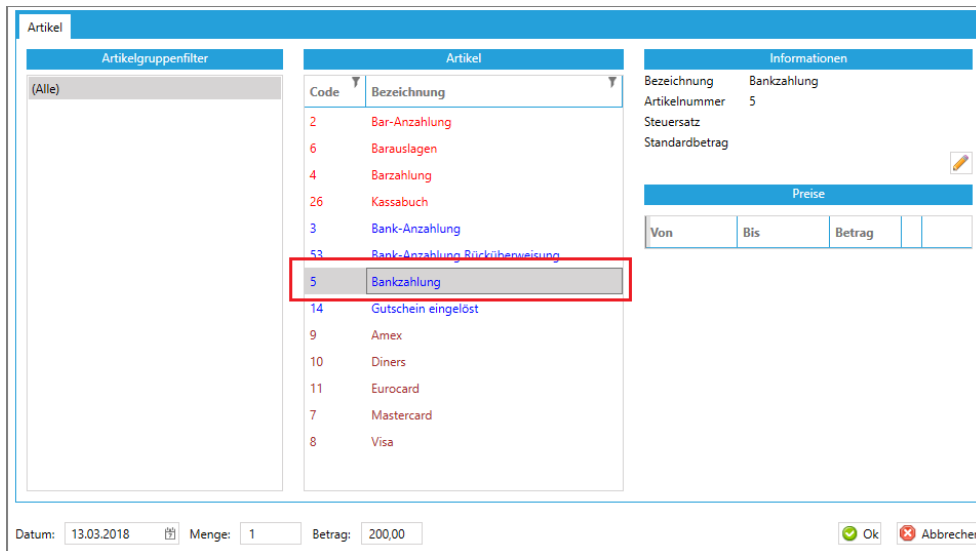 Artikel
Artikelgruppenfilter
(Alle)
Artikel
Code Bezeichnung
2 Bar-Anzahlung
6 Barauslagen
4 Barzahlung
26 Kassabuch
3 Bank-Anzahlung
53 Bank-Anzahlung Rücküberweisung
5 Bankzahlung
14 Gutschein eingelöst
9 Amex
10 Diners
11 Eurocard
7 Mastercard
8 Visa
Informationen
Bezeichnung Bankzahlung
Artikelnummer 5
Steuersatz
Standardbetrag
Preise
Von Bis Betrag
Datum: 13.03.2018 Menge: 1 Betrag: 200,00 Ok Abbrechen